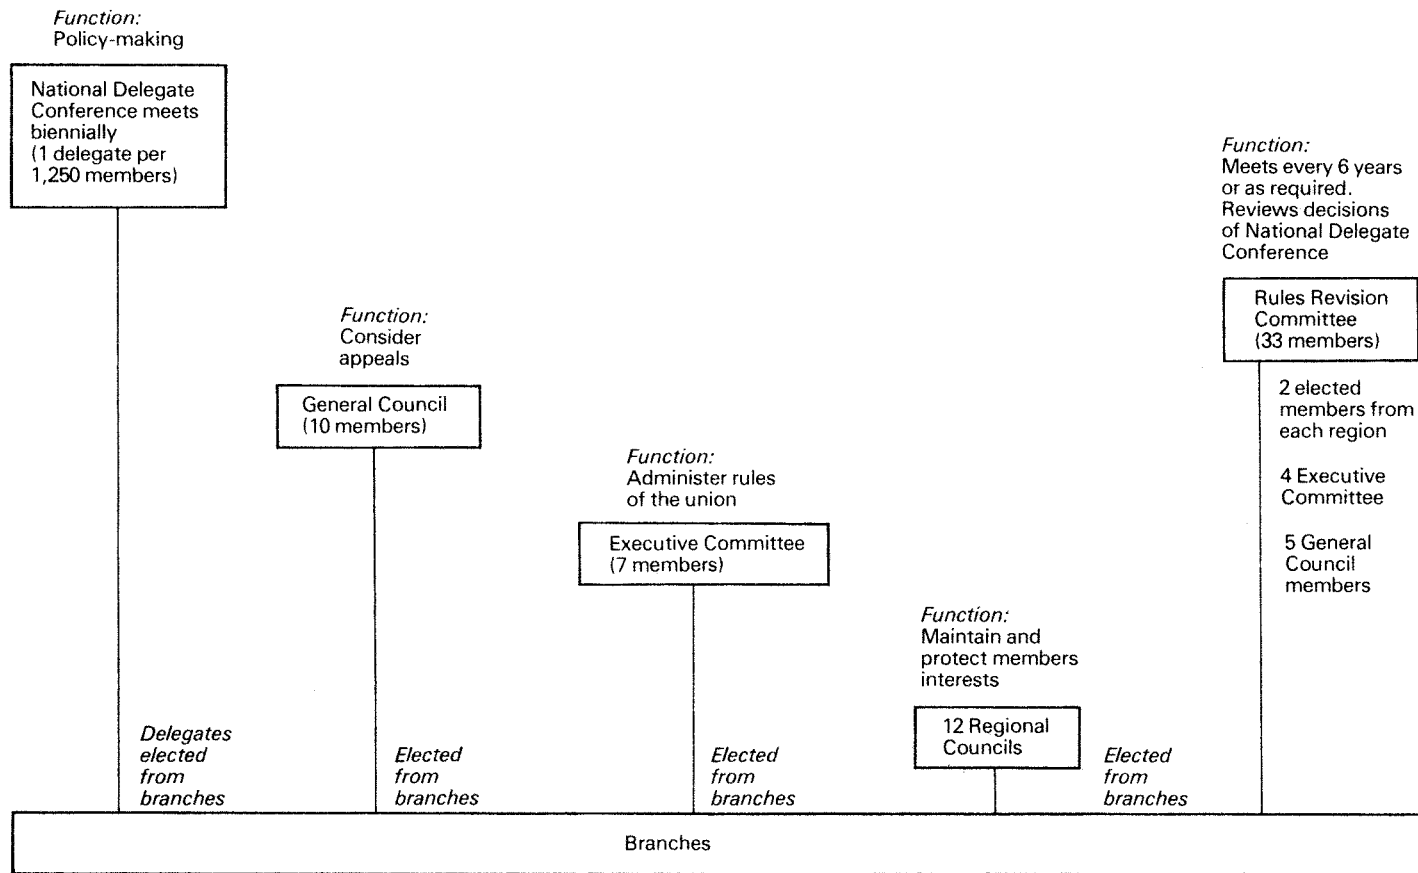 Function:
Policy-making
National Delegate
Conference meets
biennially
(1 delegate per
1,250 members)
Delegates
elected
from
branches
Function:
Consider
appeals
General Council
(10 members)
Elected
from
branches
Function:
Administer rules
of the union
Executive Committee
(7 members)
Elected
from
branches
Function:
Maintain and
protect members
interests
12 Regional
Councils
Elected
from
branches
Function:
Meets every 6 years
or as required.
Reviews decisions
of National Delegate
Conference
Rules Revision
Committee
(33 members)
2 elected
members from
each region
4 Executive
Committee
5 General
Council
members
Branches